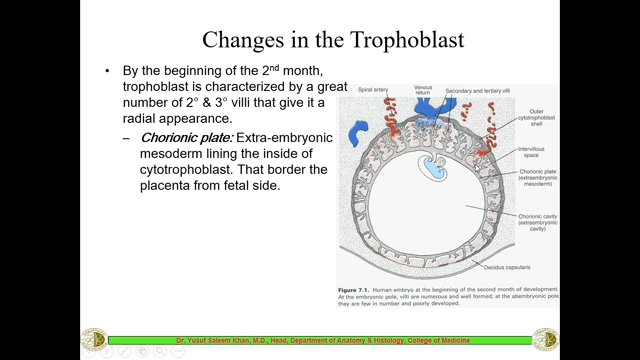 Changes in the Trophoblast
• By the beginning of the 2nd month,
trophoblast is characterized by a great
number of 2° & 3° villi that give it a
radial appearance.
– Chorionic plate: Extra-embryonic
mesoderm lining the inside of
cytotrophoblast. That border the
placenta from fetal side.
Spiral artery
Venous
return
Secondary and tertiary villi
Outer
cytotrophoblast
shell
Intervillous
space
Chorionic plate
(extraembryonic
mesoderm)
Chorionic cavity
(extraembryonic
cavity)
Decidua capsularis
Figure 7.1. Human embryo at the beginning of the second month of development.
At the embryonic pole, villi are numerous and well formed; at the abembryonic pole
they are few in number and poorly developed.
Dr. Yusuf Saleem Khan, M.D., Head, Department of Anatomy & Histology, College of Medicine